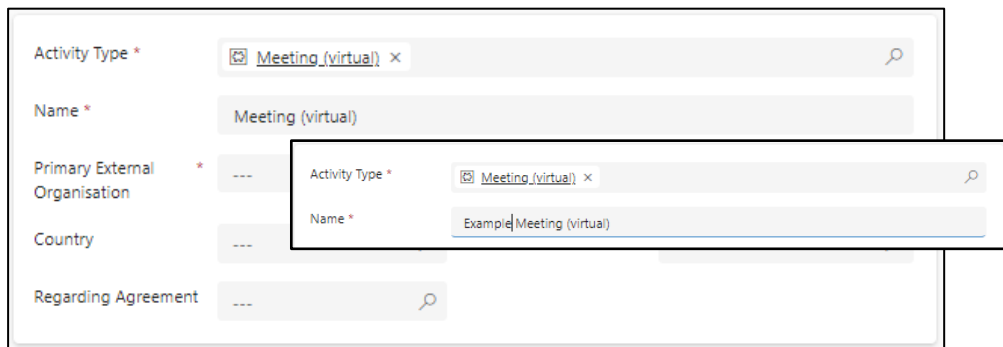 Activity Type *
Meeting (virtual) ×
Name *
Meeting (virtual)
Primary External Organisation *
---
Country
---
Regarding Agreement
---
Activity Type *
Meeting (virtual) ×
Name *
Example Meeting (virtual)